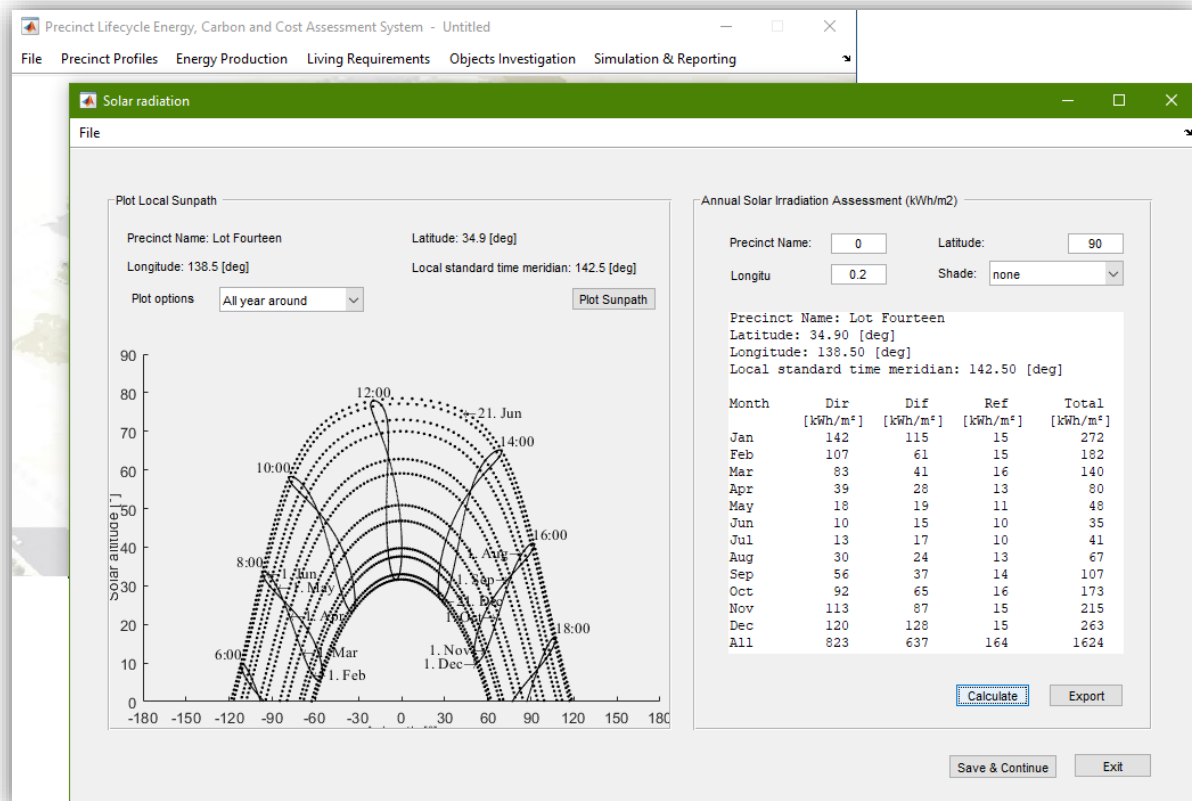 Precinct Lifecycle Energy, Carbon and Cost Assessment System - Untitled
File Precinct Profiles Energy Production Living Requirements Objects Investigation Simulation & Reporting
Solar radiation
File
Plot Local Sunpath
Precinct Name: Lot Fourteen Latitude: 34.9 [deg]
Longitude: 138.5 [deg] Local standard time meridian: 142.5 [deg]
Plot options All year around Plot Sunpath
90
80
70
60
50
40
30
20
10
0
Solar altitude [°]
12:00
21. Jun
14:00
10:00
16:00
1. Aug
8:00
1. Jun
1. Sep
1. May
21. Dec
1. Apr
1. Oct
18:00
6:00
1. Mar
1. Nov
1. Dec
1. Feb
-180 -150 -120 -90 -60 -30 0 30 60 90 120 150 180
Annual Solar Irradiation Assessment (kWh/m2)
Precinct Name: 0 Latitude: 90
Longitu 0.2 Shade: none
Precinct Name: Lot Fourteen
Latitude: 34.90 [deg]
Longitude: 138.50 [deg]
Local standard time meridian: 142.50 [deg]
Month Dir Dif Ref Total
[kWh/m²] [kWh/m²] [kWh/m²] [kWh/m²]
Jan 142 115 15 272
Feb 107 61 15 182
Mar 83 41 16 140
Apr 39 28 13 80
May 18 19 11 48
Jun 10 15 10 35
Jul 13 17 10 41
Aug 30 24 13 67
Sep 56 37 14 107
Oct 92 65 16 173
Nov 113 87 15 215
Dec 120 128 15 263
All 823 637 164 1624
Calculate Export
Save & Continue Exit